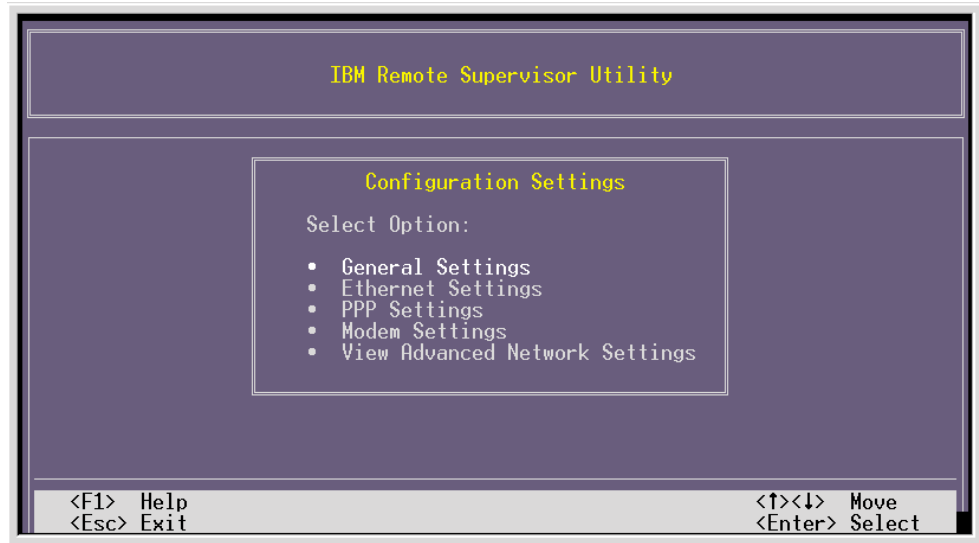 IBM Remote Supervisor Utility
Configuration Settings
Select Option:
• General Settings
• Ethernet Settings
• PPP Settings
• Modem Settings
• View Advanced Network Settings
<F1> Help <↑><↓> Move
<Esc> Exit <Enter> Select